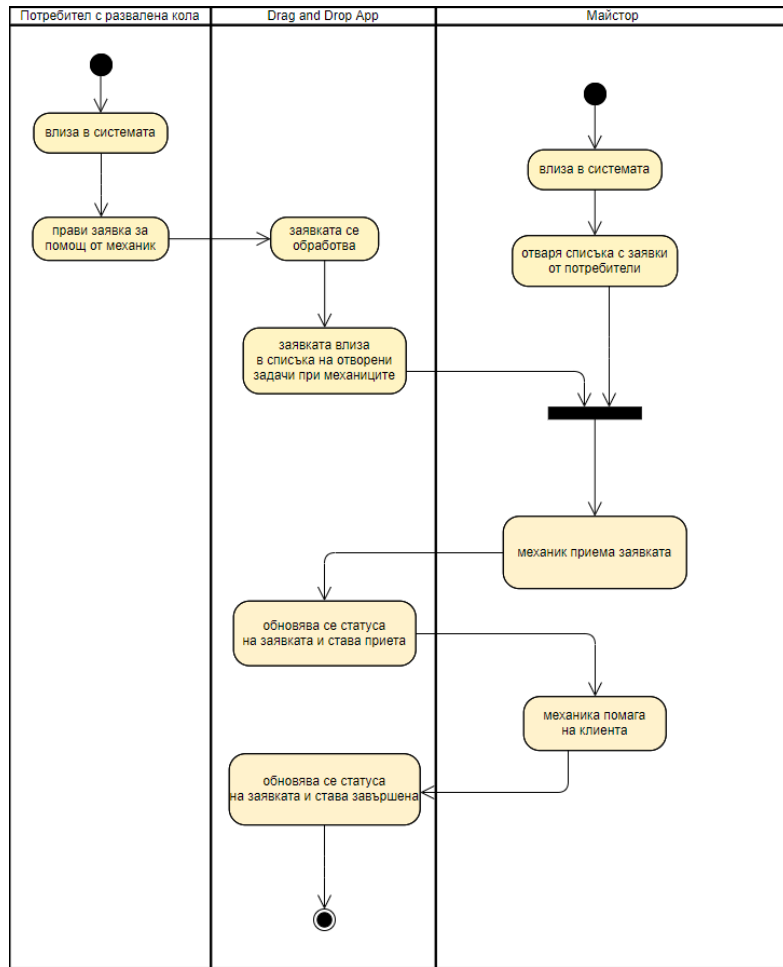 Потребител с развалена кола
Drag and Drop App
Майстор
влиза в системата
влиза в системата
прави заявка за
помощ от механик
заявката се
обработва
отваря списъка с заявки
от потребители
заявката влиза
в списъка на отворени
задачи при механиците
механик приема заявката
обновява се статуса
на заявката и става приета
механика помага
на клиента
обновява се статуса
на заявката и става завършена